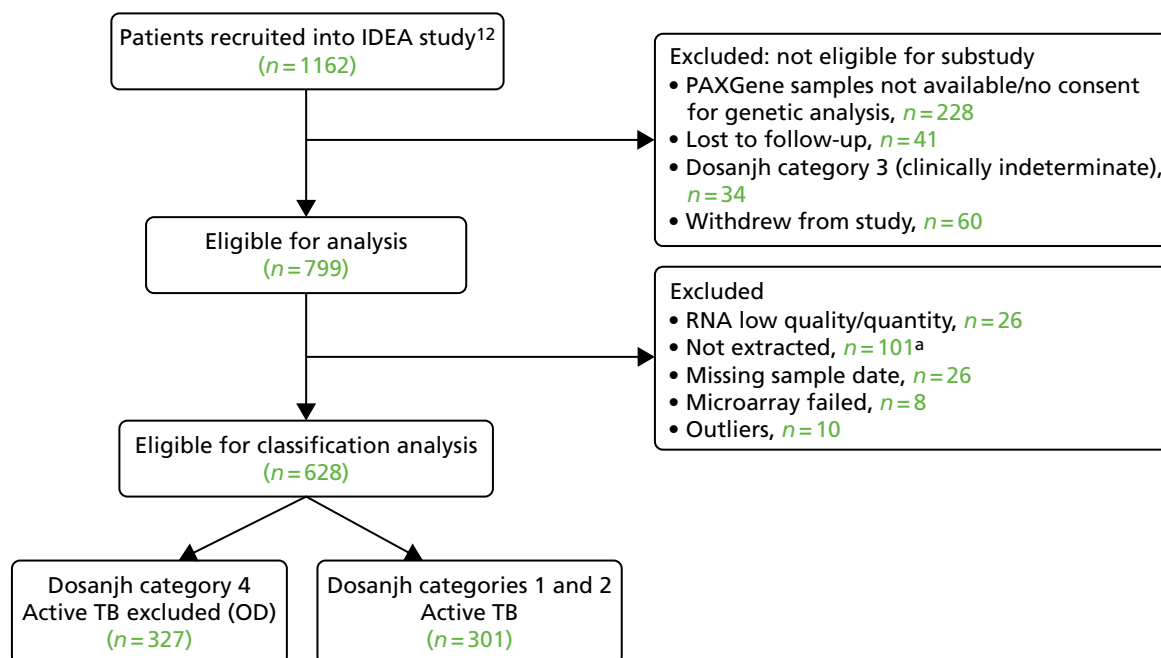 Patients recruited into IDEA study12
(n=1162)
Excluded: not eligible for substudy
• PAXGene samples not available/no consent
for genetic analysis, n=228
• Lost to follow-up, n=41
• Dosanjh category 3 (clinically indeterminate),
n=34
• Withdrew from study, n=60
Eligible for analysis
(n=799)
Excluded
• RNA low quality/quantity, n=26
• Not extracted, n=101a
• Missing sample date, n=26
• Microarray failed, n=8
• Outliers, n=10
Eligible for classification analysis
(n=628)
Dosanjh category 4
Active TB excluded (OD)
(n=327)
Dosanjh categories 1 and 2
Active TB
(n=301)